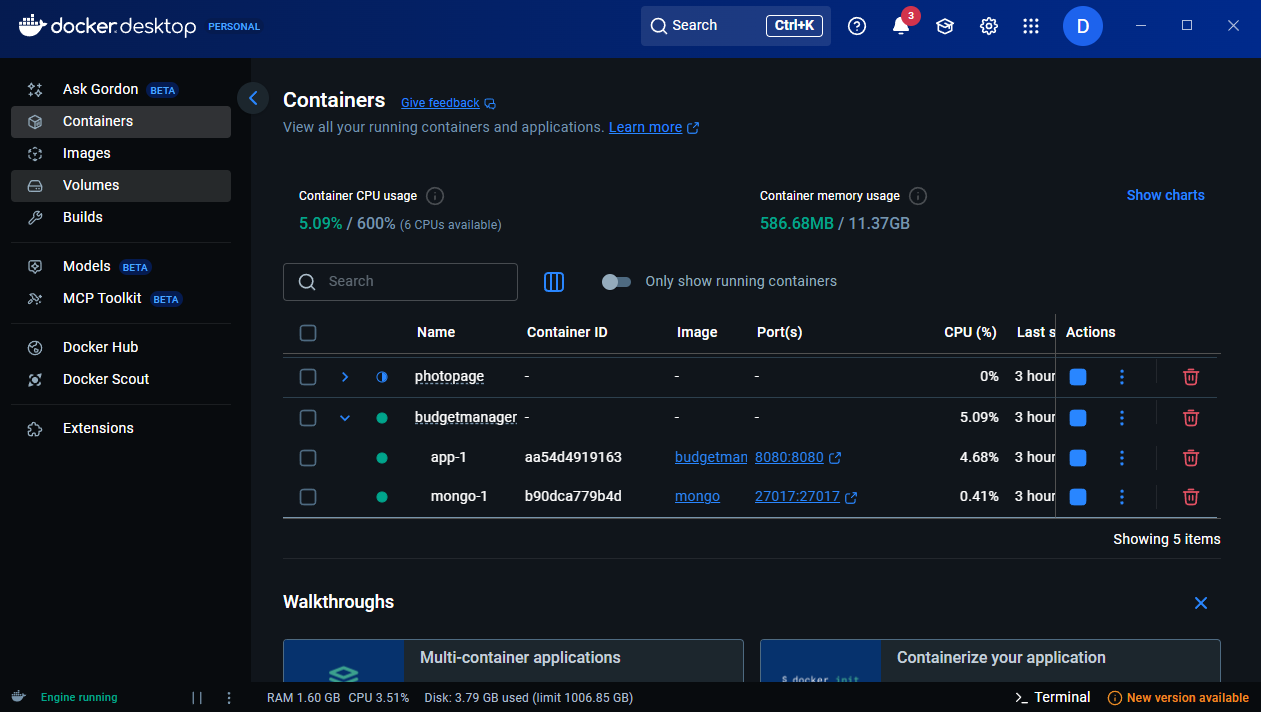 docker.desktop PERSONAL Search Ctrl+K 3 D
Ask Gordon BETA
Containers
Images
Volumes
Builds
Models BETA
MCP Toolkit BETA
Docker Hub
Docker Scout
Extensions
Containers Give feedback
View all your running containers and applications. Learn more
Container CPU usage
5.09% / 600% (6 CPUs available)
Container memory usage
586.68MB / 11.37GB
Show charts
Search Only show running containers
Name Container ID Image Port(s) CPU (%) Last s Actions
photopage - - - 0% 3 hour
budgetmanager - - - 5.09% 3 hour
app-1 aa54d4919163 budgetman 8080:8080 4.68% 3 hour
mongo-1 b90dca779b4d mongo 27017:27017 0.41% 3 hour
Showing 5 items
Walkthroughs
Multi-container applications
Containerize your application
$ docker init
Engine running RAM 1.60 GB CPU 3.51% Disk: 3.79 GB used (limit 1006.85 GB) >_ Terminal New version available